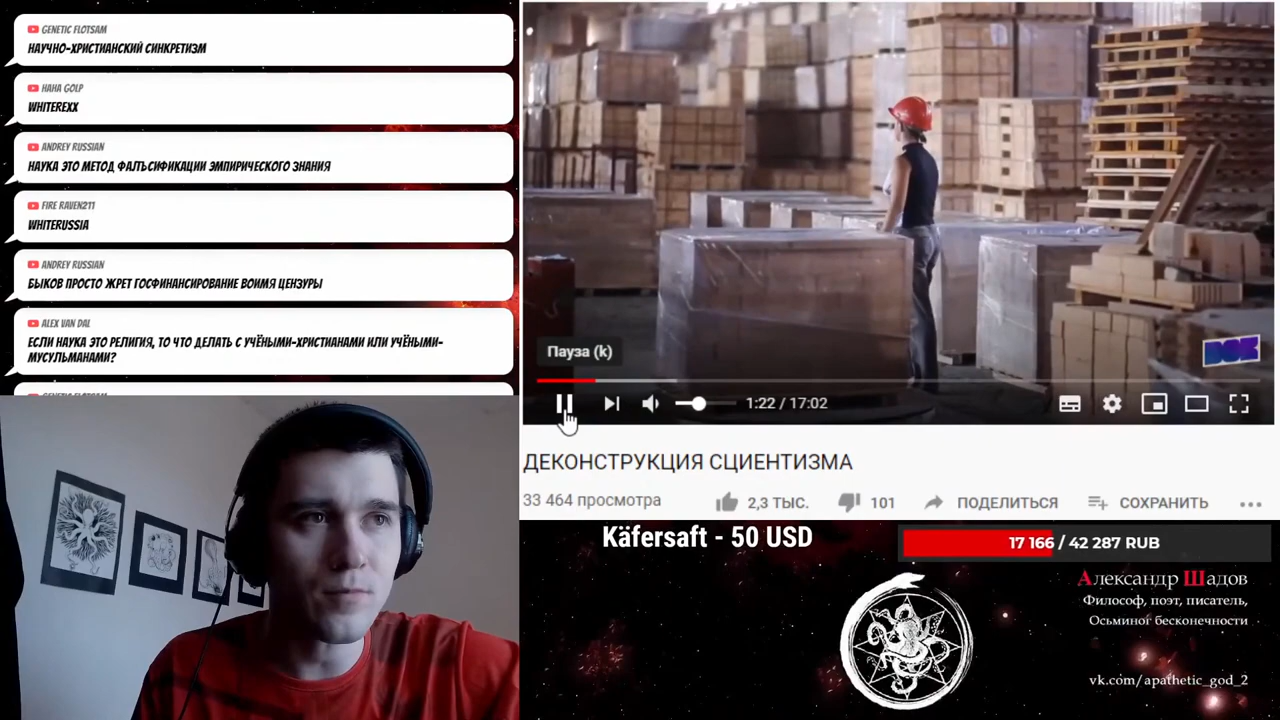 GENETIC FLOTSAM
НАУЧНО-ХРИСТИАНСКИЙ СИНКРЕТИЗМ
HAHA GOLP
WHITEREXX
ANDREY RUSSIAN
НАУКА ЭТО МЕТОД ФАЛЪСИФИКАЦИИ ЭМПИРИЧЕСКОГО ЗНАНИЯ
FIRE RAVEN211
WHITERUSSIA
ANDREY RUSSIAN
БЫКОВ ПРОСТО ЖРЕТ ГОСФИНАНСИРОВАНИЕ ВОИМЯ ЦЕНЗУРЫ
ALEX VAN DAL
ЕСЛИ НАУКА ЭТО РЕЛИГИЯ, ТО ЧТО ДЕЛАТЬ С УЧЁНЫМИ-ХРИСТИАНАМИ ИЛИ УЧЁНЫМИ-
МУСУЛЬМАНАМИ?
Пауза (k)
1:22 / 17:02
ДЕКОНСТРУКЦИЯ СЦИЕНТИЗМА
33 464 просмотра
2,3 ТЫС.
101
ПОДЕЛИТЬСЯ
СОХРАНИТЬ
Käfersaft - 50 USD
17 166 / 42 287 RUB
Александр Шадов
Философ, поэт, писатель,
Осьминог бесконечности
vk.com/apathetic_god_2